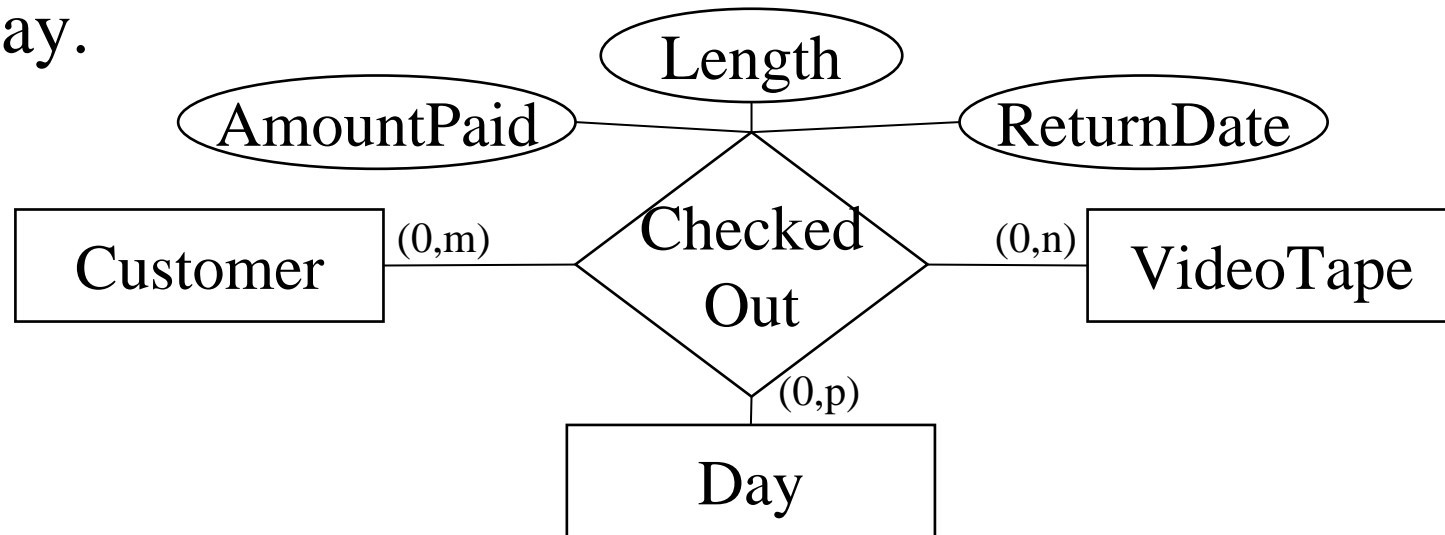 ay.
Length
AmountPaid
ReturnDate
Customer
(0,m)
Checked
Out
(0,n)
VideoTape
(0,p)
Day